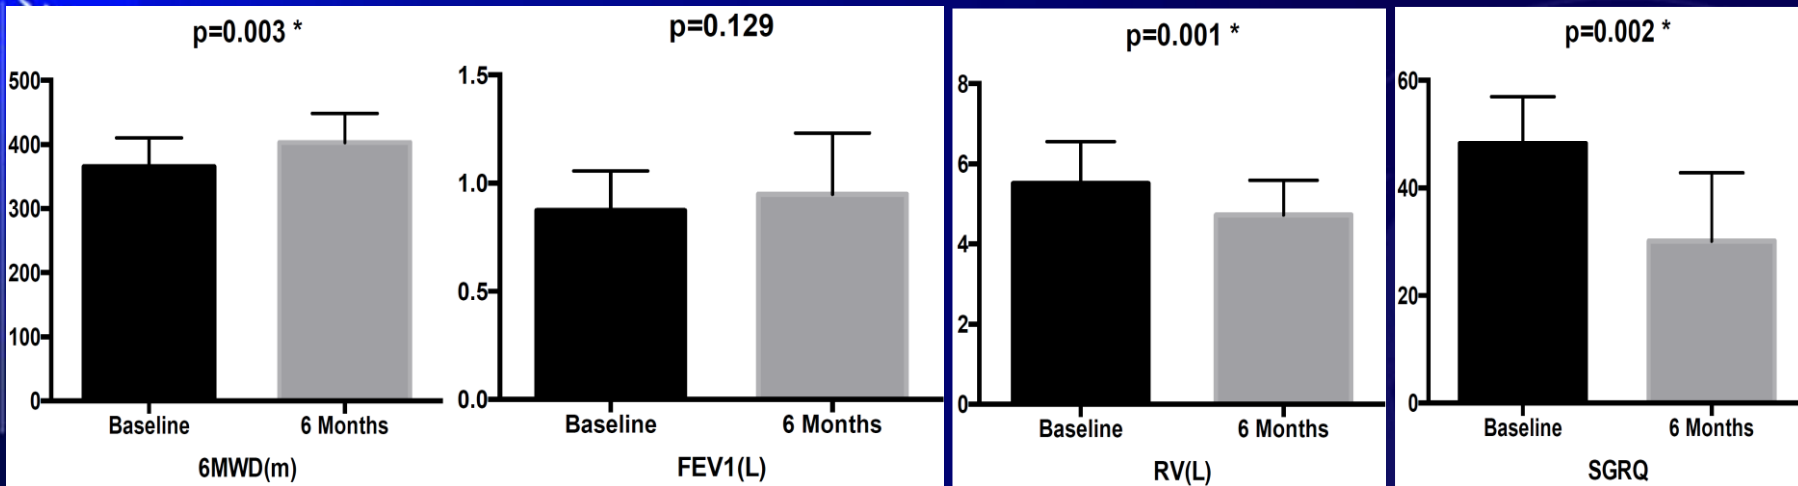 p=0.003 *
500
400
300
200
100
0
Baseline 6 Months
6MWD(m)
p=0.129
1.5
1.0
0.5
0.0
Baseline 6 Months
FEV1(L)
p=0.001 *
8
6
4
2
0
Baseline 6 Months
RV(L)
p=0.002 *
60
40
20
0
Baseline 6 Months
SGRQ